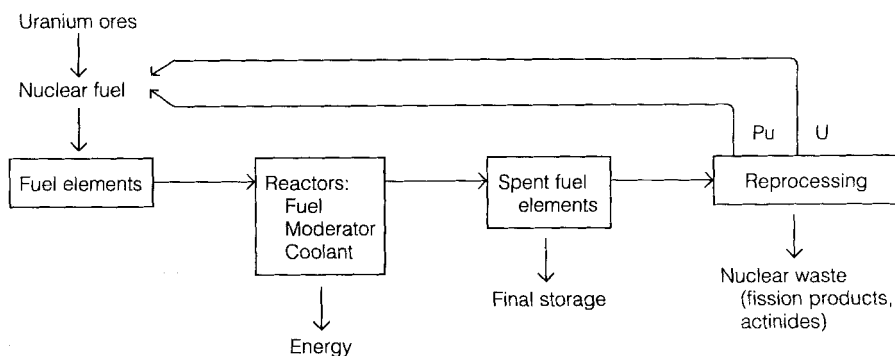 Uranium ores
Nuclear fuel
Pu U
Fuel elements
Reactors:
Fuel
Moderator
Coolant
Spent fuel
elements
Reprocessing
Energy
Final storage
Nuclear waste
(fission products,
actinides)